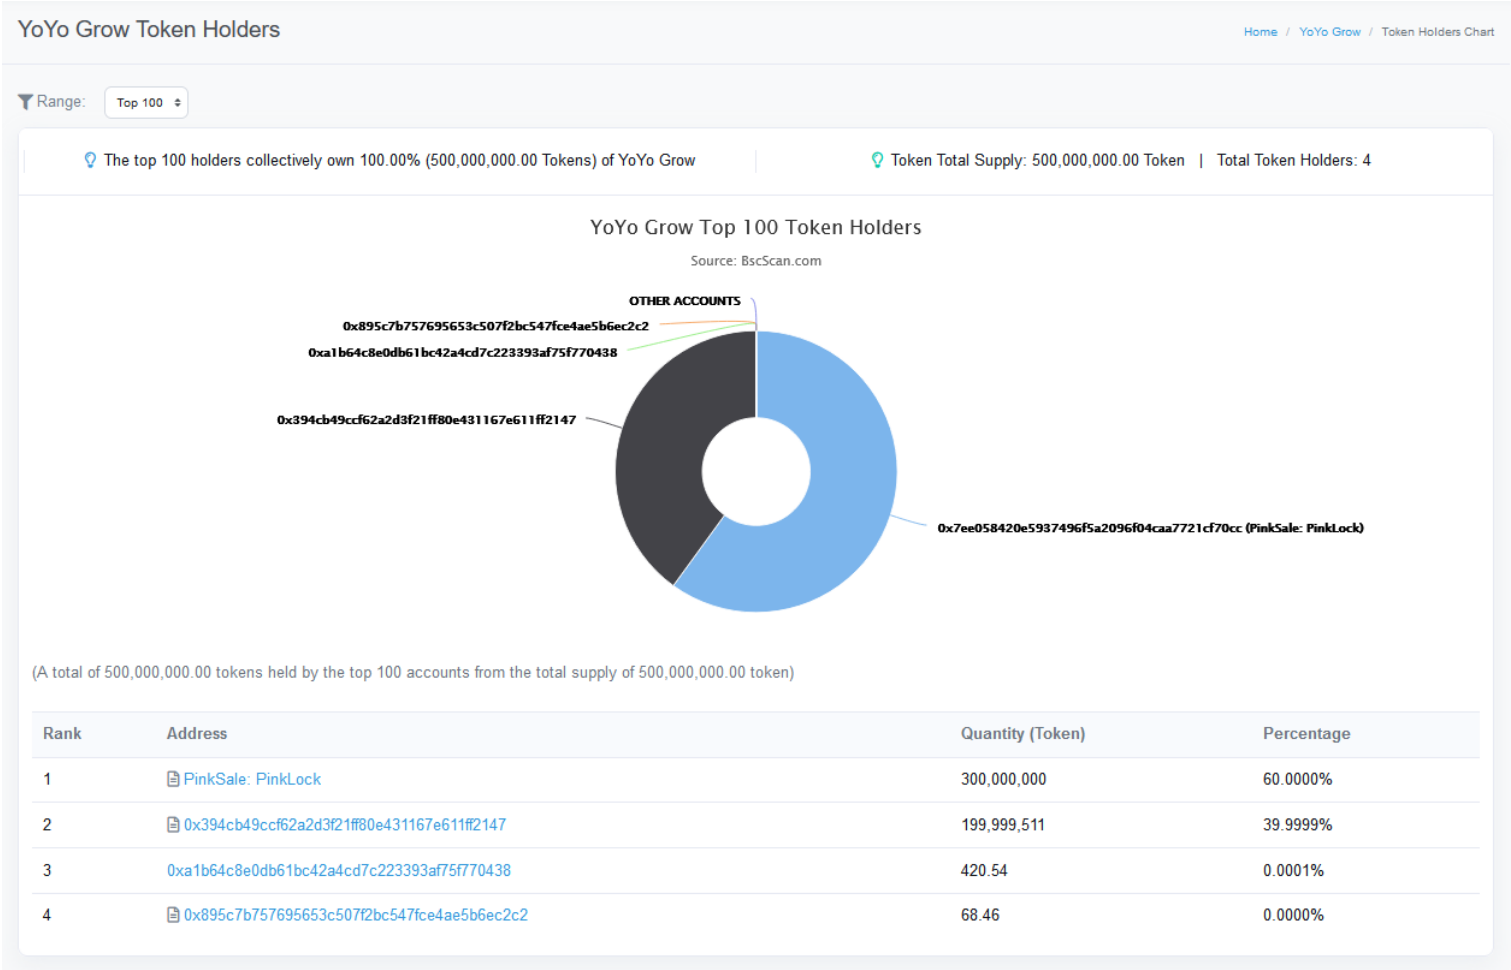 YoYo Grow Token Holders
Home / YoYo Grow / Token Holders Chart
Range: Top 100
The top 100 holders collectively own 100.00% (500,000,000.00 Tokens) of YoYo Grow
Token Total Supply: 500,000,000.00 Token | Total Token Holders: 4
YoYo Grow Top 100 Token Holders
Source: BscScan.com
OTHER ACCOUNTS
0x895c7b757695653c507f2bc547fce4ae5b6ec2c2
0xa1b64c8e0db61bc42a4cd7c223393af75f770438
0x394cb49ccf62a2d3f21ff80e431167e611ff2147
0x7ee058420e5937496f5a2096f04caa7721cf70cc (PinkSale: PinkLock)
(A total of 500,000,000.00 tokens held by the top 100 accounts from the total supply of 500,000,000.00 token)
Rank Address Quantity (Token) Percentage
1 PinkSale: PinkLock 300,000,000 60.0000%
2 0x394cb49ccf62a2d3f21ff80e431167e611ff2147 199,999,511 39.9999%
3 0xa1b64c8e0db61bc42a4cd7c223393af75f770438 420.54 0.0001%
4 0x895c7b757695653c507f2bc547fce4ae5b6ec2c2 68.46 0.0000%